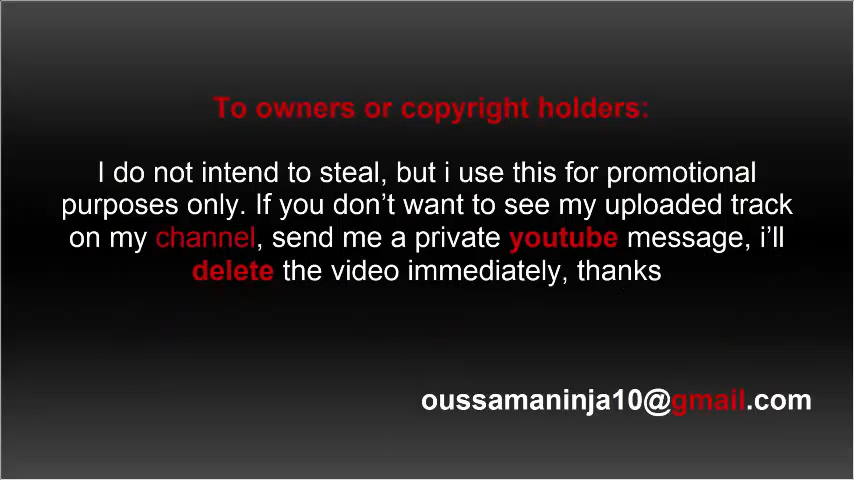 To owners or copyright holders:
I do not intend to steal, but i use this for promotional
purposes only. If you don’t want to see my uploaded track
on my channel, send me a private youtube message, i’ll
delete the video immediately, thanks
oussamaninja10@gmail.com